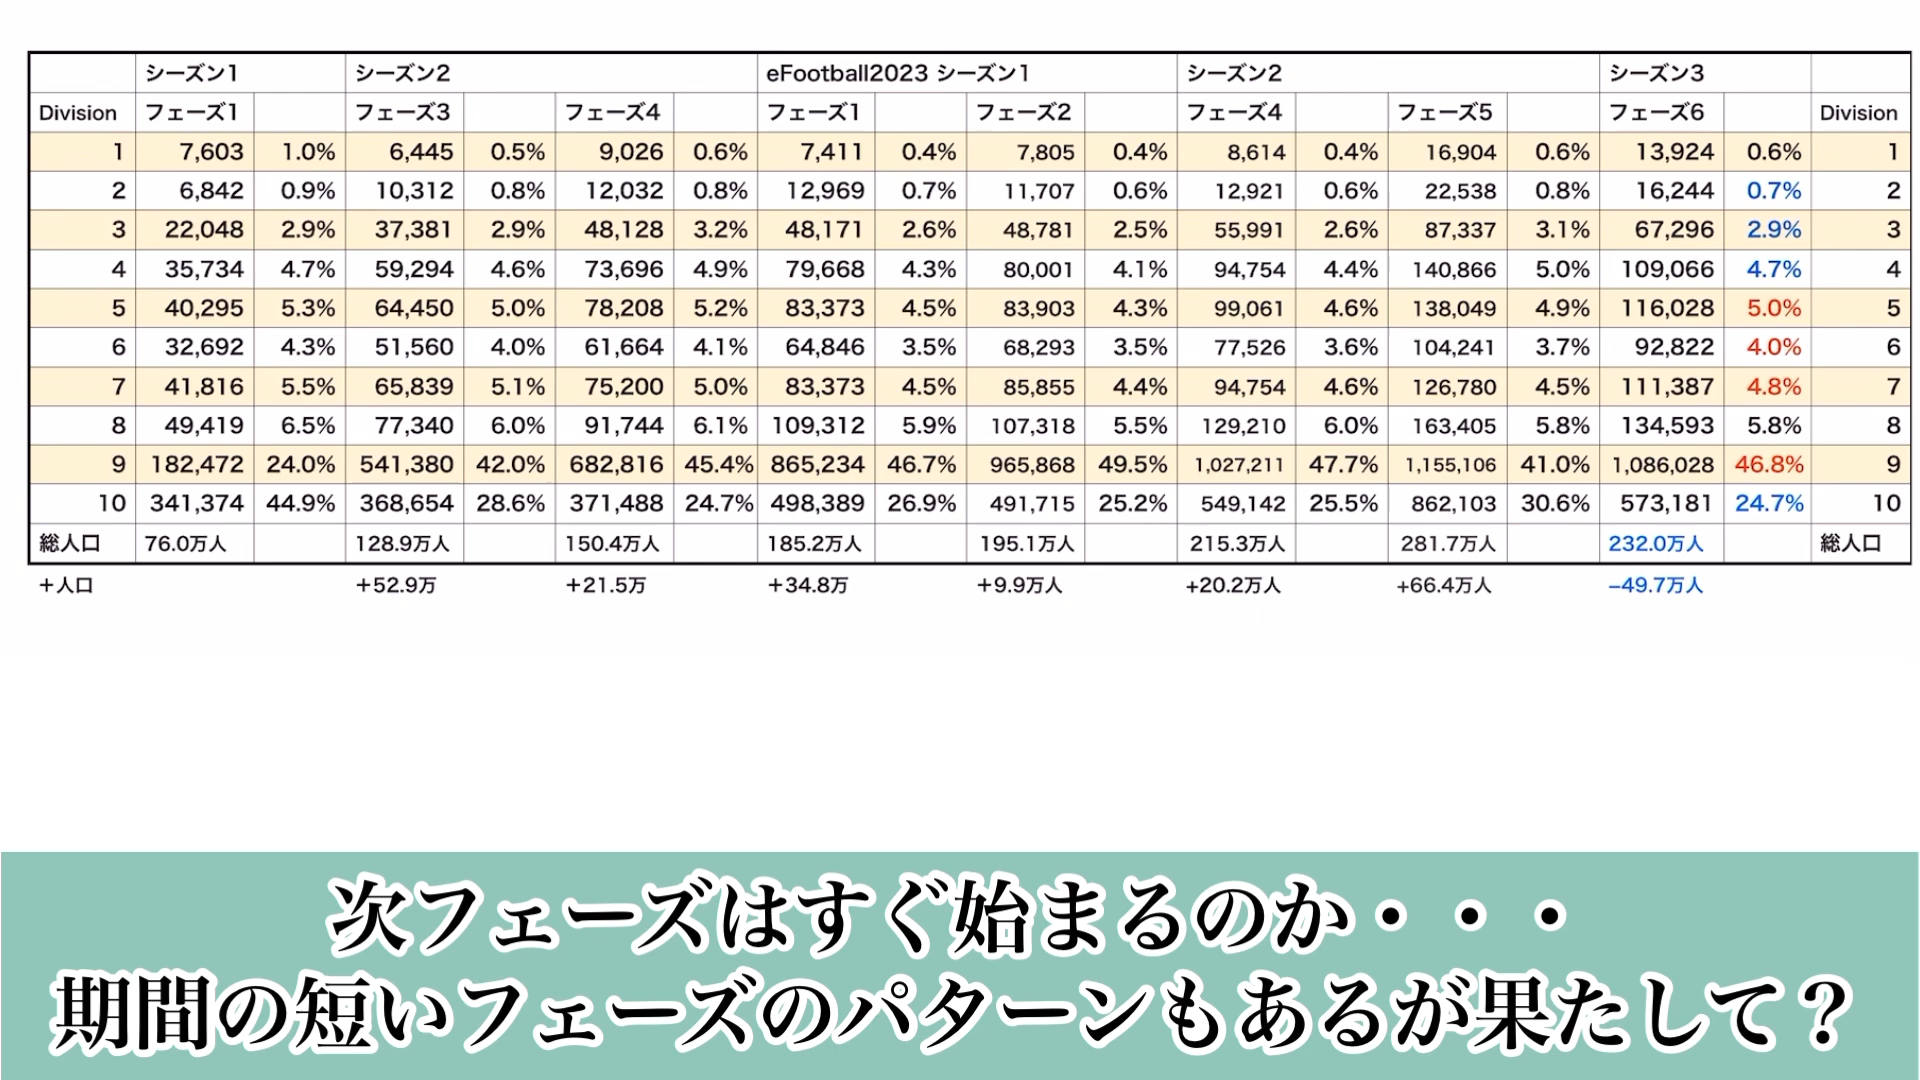 シーズン1 シーズン2 eFootball2023 シーズン1 シーズン2 シーズン3
Division フェーズ1 フェーズ3 フェーズ4 フェーズ1 フェーズ2 フェーズ4 フェーズ5 フェーズ6 Division
1 7,603 1.0% 6,445 0.5% 9,026 0.6% 7,411 0.4% 7,805 0.4% 8,614 0.4% 16,904 0.6% 13,924 0.6% 1
2 6,842 0.9% 10,312 0.8% 12,032 0.8% 12,969 0.7% 11,707 0.6% 12,921 0.6% 22,538 0.8% 16,244 0.7% 2
3 22,048 2.9% 37,381 2.9% 48,128 3.2% 48,171 2.6% 48,781 2.5% 55,991 2.6% 87,337 3.1% 67,296 2.9% 3
4 35,734 4.7% 59,294 4.6% 73,696 4.9% 79,668 4.3% 80,001 4.1% 94,754 4.4% 140,866 5.0% 109,066 4.7% 4
5 40,295 5.3% 64,450 5.0% 78,208 5.2% 83,373 4.5% 83,903 4.3% 99,061 4.6% 138,049 4.9% 116,028 5.0% 5
6 32,692 4.3% 51,560 4.0% 61,664 4.1% 64,846 3.5% 68,293 3.5% 77,526 3.6% 104,241 3.7% 92,822 4.0% 6
7 41,816 5.5% 65,839 5.1% 75,200 5.0% 83,373 4.5% 85,855 4.4% 94,754 4.6% 126,780 4.5% 111,387 4.8% 7
8 49,419 6.5% 77,340 6.0% 91,744 6.1% 109,312 5.9% 107,318 5.5% 129,210 6.0% 163,405 5.8% 134,593 5.8% 8
9 182,472 24.0% 541,380 42.0% 682,816 45.4% 865,234 46.7% 965,868 49.5% 1,027,211 47.7% 1,155,106 41.0% 1,086,028 46.8% 9
10 341,374 44.9% 368,654 28.6% 371,488 24.7% 498,389 26.9% 491,715 25.2% 549,142 25.5% 862,103 30.6% 573,181 24.7% 10
総人口 76.0万人 128.9万人 150.4万人 185.2万人 195.1万人 215.3万人 281.7万人 232.0万人 総人口
＋人口 +52.9万 +21.5万 +34.8万 +9.9万人 +20.2万人 +66.4万人 −49.7万人
次フェーズはすぐ始まるのか・・・
期間の短いフェーズのパターンもあるが果たして？